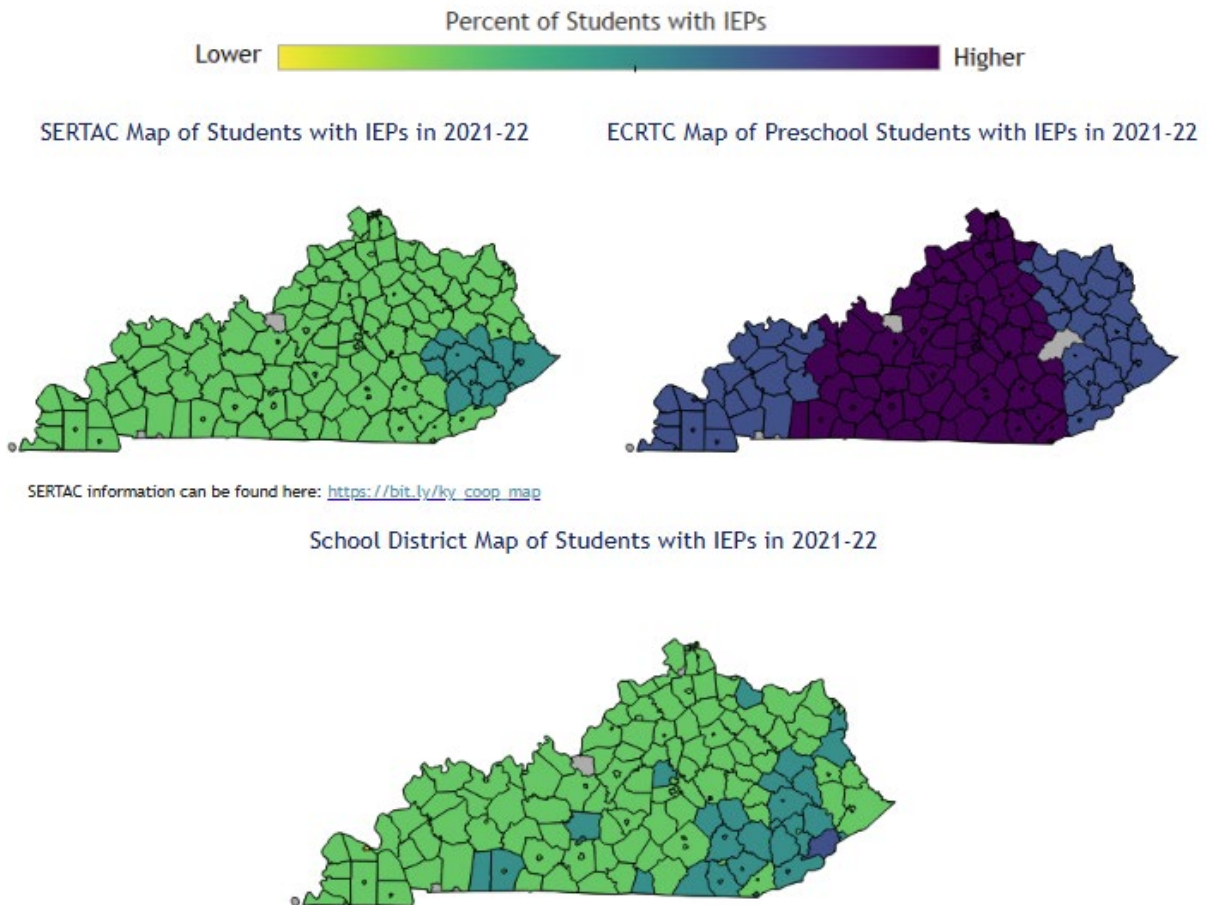 Percent of Students with IEPs
Lower Higher
SERTAC Map of Students with IEPs in 2021-22
ECRTC Map of Preschool Students with IEPs in 2021-22
SERTAC information can be found here: https://bit.ly/ky_coop_map
School District Map of Students with IEPs in 2021-22